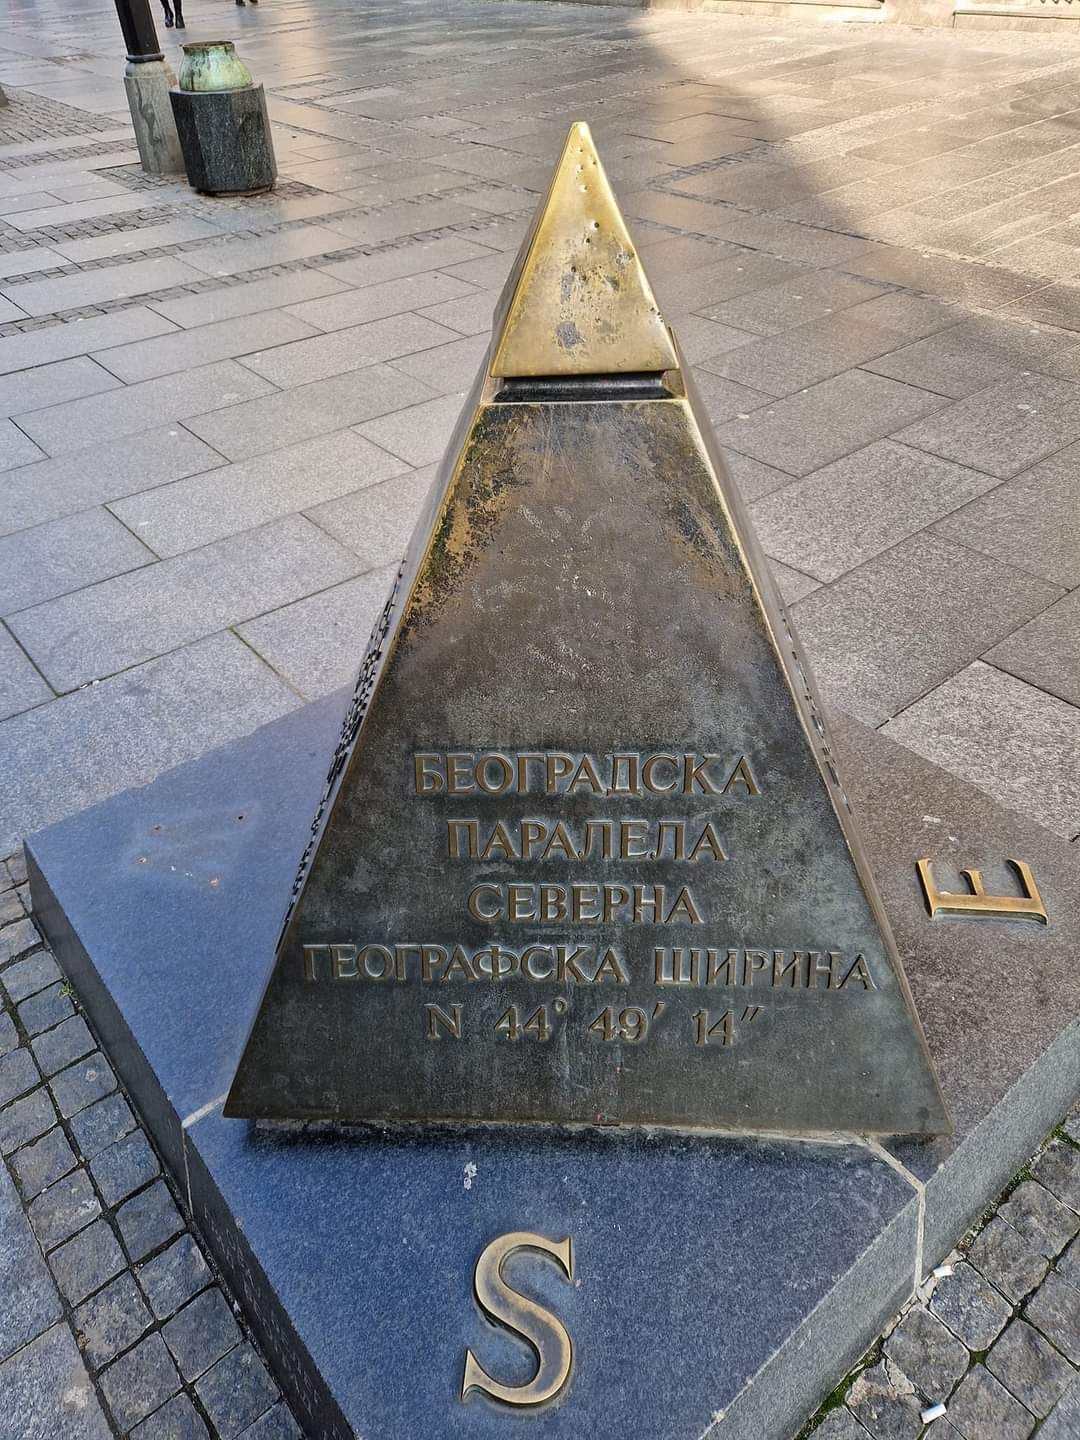 БЕОГРАДСКА
ПАРАЛЕЛА
СЕВЕРНА
ГЕОГРАФСКА ШИРИНА
N 44° 49′ 14″
E
S